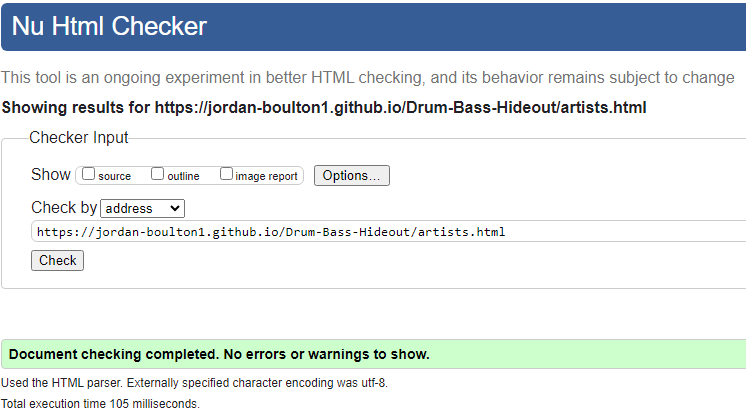 Nu Html Checker
This tool is an ongoing experiment in better HTML checking, and its behavior remains subject to change
Showing results for https://jordan-boulton1.github.io/Drum-Bass-Hideout/artists.html
Checker Input
Show source outline image report Options...
Check by address
https://jordan-boulton1.github.io/Drum-Bass-Hideout/artists.html
Check
Document checking completed. No errors or warnings to show.
Used the HTML parser. Externally specified character encoding was utf-8.
Total execution time 105 milliseconds.